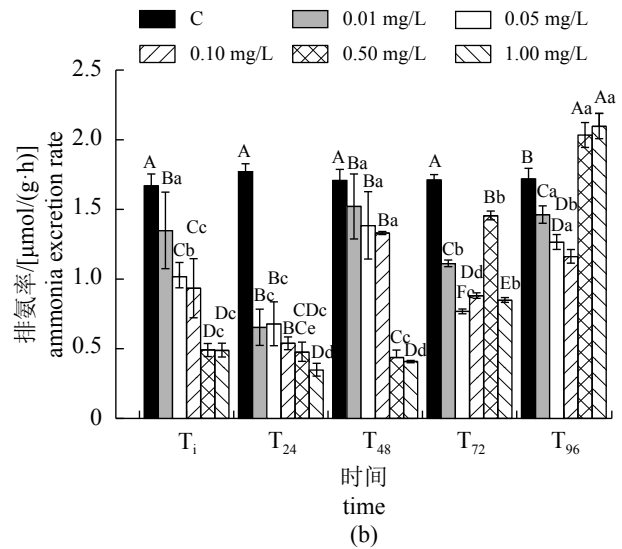 C 0.01 mg/L 0.05 mg/L
0.10 mg/L 0.50 mg/L 1.00 mg/L
排氨率/[μmol/(g·h)]
ammonia excretion rate
2.5
2.0
1.5
1.0
0.5
0
A Ba Cb Cc Dc Dc
A Bc Bc BCe CDc Dd
A Ba Ba Ba Cc Dd
A Cb Fc Dd Bb Eb
B Ca Da Db Aa Aa
Ti T24 T48 T72 T96
时间
time
(b)